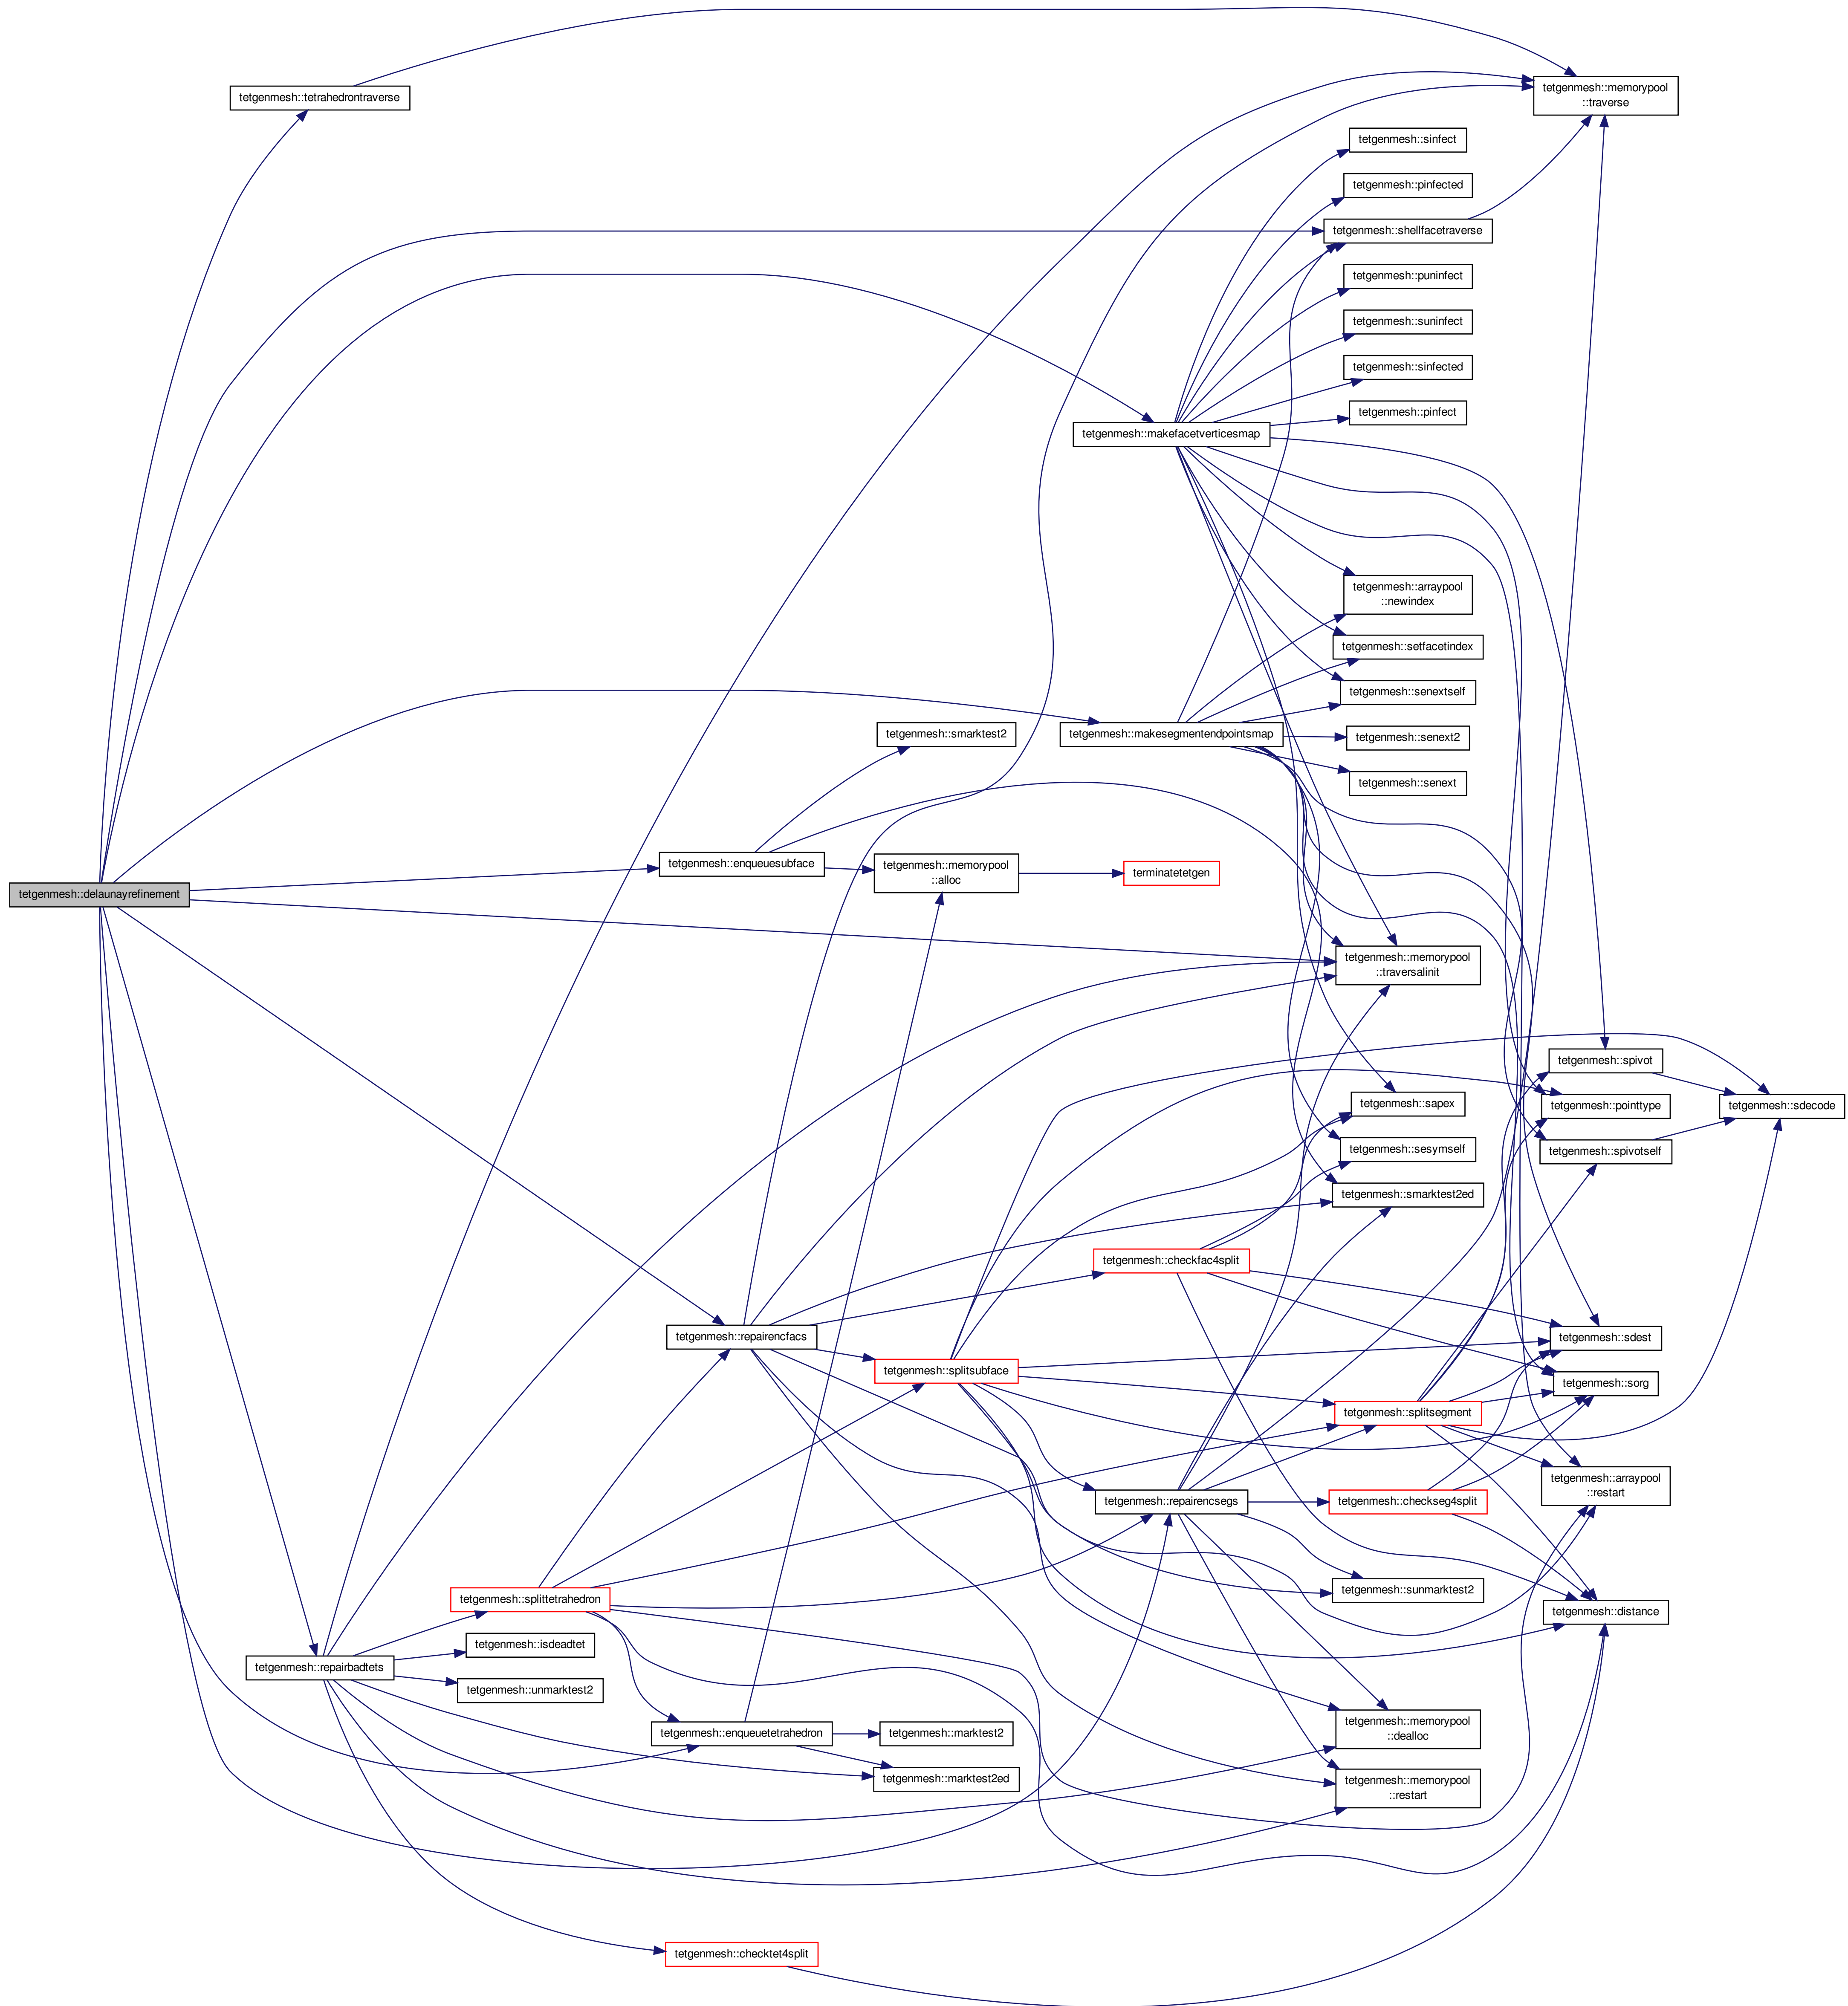 tetgenmesh::tetrahedrontraverse
tetgenmesh::memorypool
::traverse
tetgenmesh::sinfect
tetgenmesh::pinfected
tetgenmesh::shellfacetraverse
tetgenmesh::puninfect
tetgenmesh::suninfect
tetgenmesh::sinfected
tetgenmesh::pinfect
tetgenmesh::makefacetverticesmap
tetgenmesh::arraypool
::newindex
tetgenmesh::setfacetindex
tetgenmesh::senextself
tetgenmesh::smarktest2
tetgenmesh::makesegmentendpointsmap
tetgenmesh::senext2
tetgenmesh::senext
tetgenmesh::delaunayrefinement
tetgenmesh::enqueuesubface
tetgenmesh::memorypool
::alloc
terminatetetgen
tetgenmesh::memorypool
::traversalinit
tetgenmesh::spivot
tetgenmesh::sapex
tetgenmesh::pointtype
tetgenmesh::sdecode
tetgenmesh::sesymself
tetgenmesh::spivotself
tetgenmesh::smarktest2ed
tetgenmesh::checkfac4split
tetgenmesh::repairencfacs
tetgenmesh::sdest
tetgenmesh::splitsubface
tetgenmesh::sorg
tetgenmesh::splitsegment
tetgenmesh::arraypool
::restart
tetgenmesh::repairencsegs
tetgenmesh::checkseg4split
tetgenmesh::splittetrahedron
tetgenmesh::sunmarktest2
tetgenmesh::distance
tetgenmesh::isdeadtet
tetgenmesh::repairbadtets
tetgenmesh::unmarktest2
tetgenmesh::enqueuetetrahedron
tetgenmesh::marktest2
tetgenmesh::memorypool
::dealloc
tetgenmesh::marktest2ed
tetgenmesh::memorypool
::restart
tetgenmesh::checktet4split